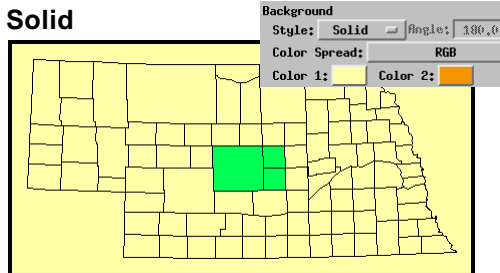 Solid
Background
Style: Solid Angle: 180.0
Color Spread: RGB
Color 1: Color 2: